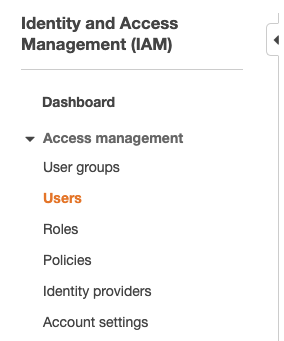 Identity and Access
Management (IAM)
Dashboard
Access management
User groups
Users
Roles
Policies
Identity providers
Account settings